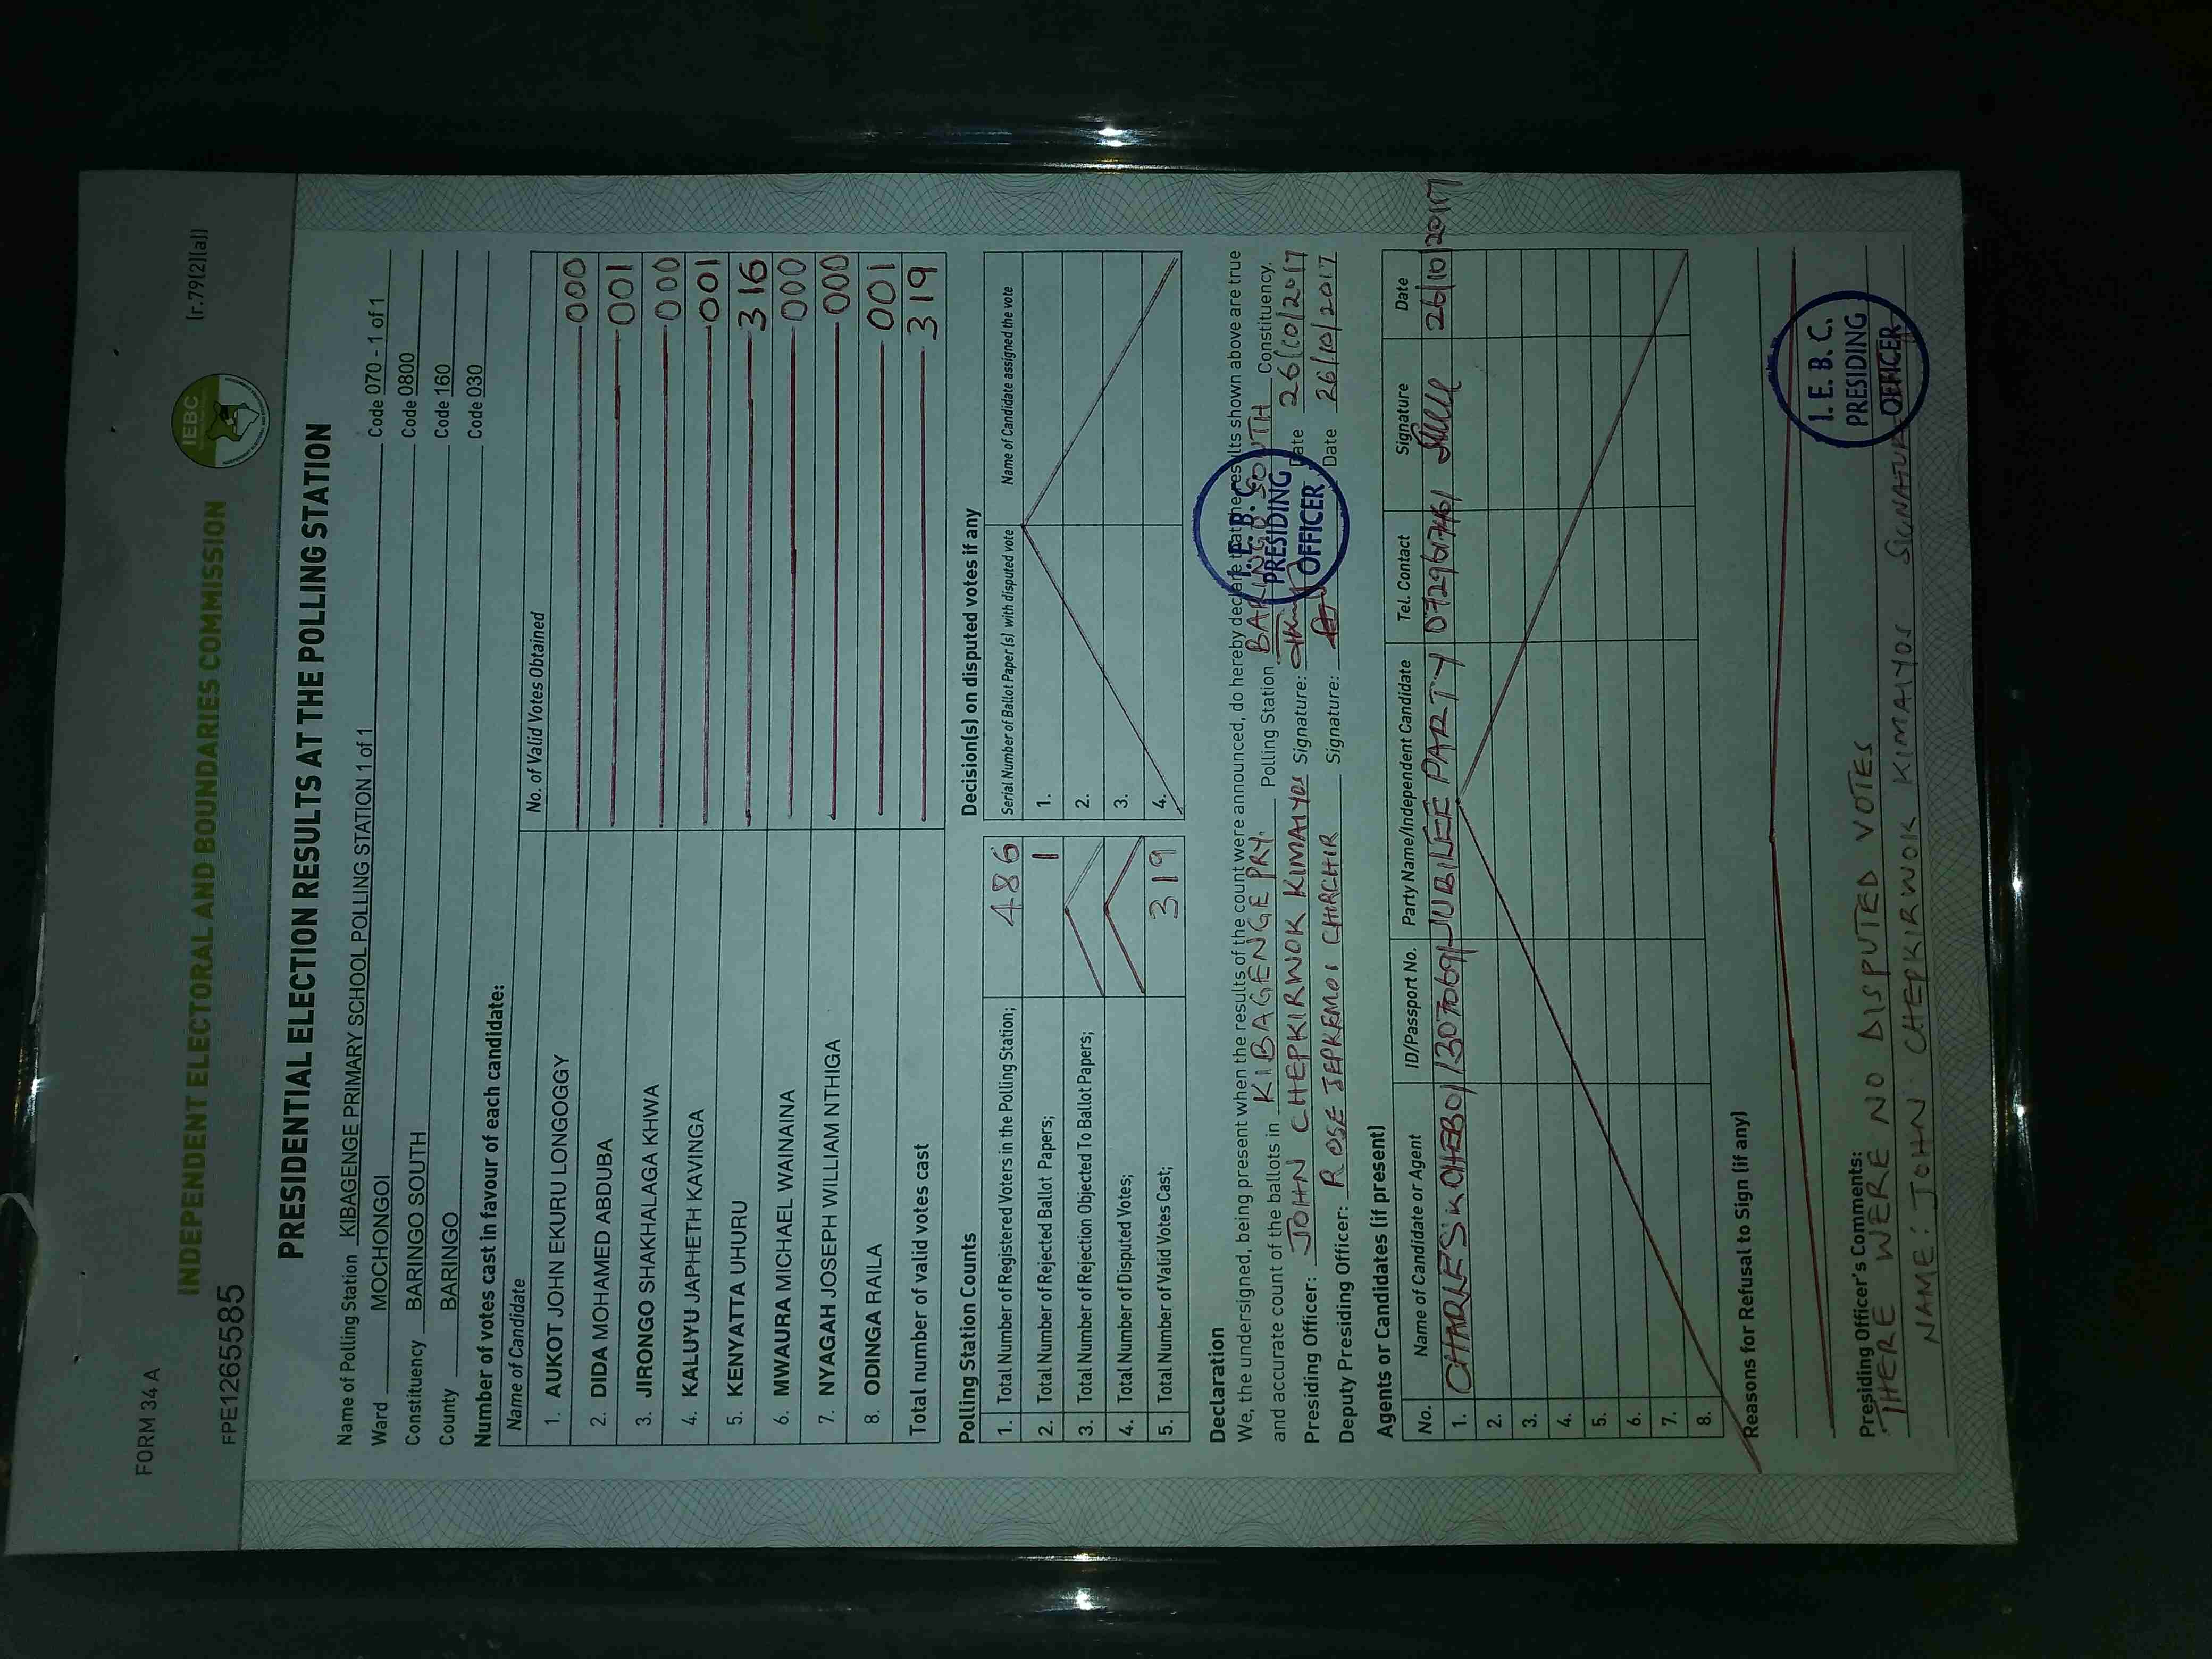 FORM 34 A
(r.79(2)(a))
IEBC
INDEPENDENT ELECTORAL AND BOUNDARIES COMMISSION
FPE1265585
PRESIDENTIAL ELECTION RESULTS AT THE POLLING STATION
Name of Polling Station KIBAGENGE PRIMARY SCHOOL POLLING STATION 1 of 1 Code 070 - 1 of 1
Ward MOCHONGOI Code 0800
Constituency BARINGO SOUTH Code 160
County BARINGO Code 030
Number of votes cast in favour of each candidate:
Name of Candidate No. of Valid Votes Obtained
1. AUKOT JOHN EKURU LONGOGGY 000
2. DIDA MOHAMED ABDUBA 001
3. JIRONGO SHAKHALAGA KHWA 000
4. KALUYU JAPHETH KAVINGA 001
5. KENYATTA UHURU 316
6. MWAURA MICHAEL WAINAINA 000
7. NYAGAH JOSEPH WILLIAM NTHIGA 000
8. ODINGA RAILA 001
Total number of valid votes cast 319
Polling Station Counts
1. Total Number of Registered Voters in the Polling Station; 486
2. Total Number of Rejected Ballot Papers; 1
3. Total Number of Rejection Objected To Ballot Papers;
4. Total Number of Disputed Votes;
5. Total Number of Valid Votes Cast; 319
Decision(s) on disputed votes if any
Serial Number of Ballot Paper (s) with disputed vote Name of Candidate assigned the vote
1.
2.
3.
4.
Declaration
We, the undersigned, being present when the results of the count were announced, do hereby declare that the results shown above are true
and accurate count of the ballots in KIBAGENGE PRY. Polling Station BARINGO SOUTH Constituency.
Presiding Officer: JOHN CHEPKIRWOK KIMAIYO Signature: Date 26/10/2017
Deputy Presiding Officer: ROSE JEPKEMOI CHIRCHIR Signature: Date 26/10/2017
I. E. B. C.
PRESIDING
OFFICER
Agents or Candidates (if present)
No. Name of Candidate or Agent ID/Passport No. Party Name/Independent Candidate Tel. Contact Signature Date
1. CHARLES JUBILEE PARTY 26/10/2017
2.
3.
4.
5.
6.
7.
8.
Reasons for Refusal to Sign (if any)
Presiding Officer's Comments:
THERE WERE NO DISPUTED VOTES
NAME: JOHN CHEPKIRWOK KIMAIYO SIGNATURE
I. E. B. C.
PRESIDING
OFFICER